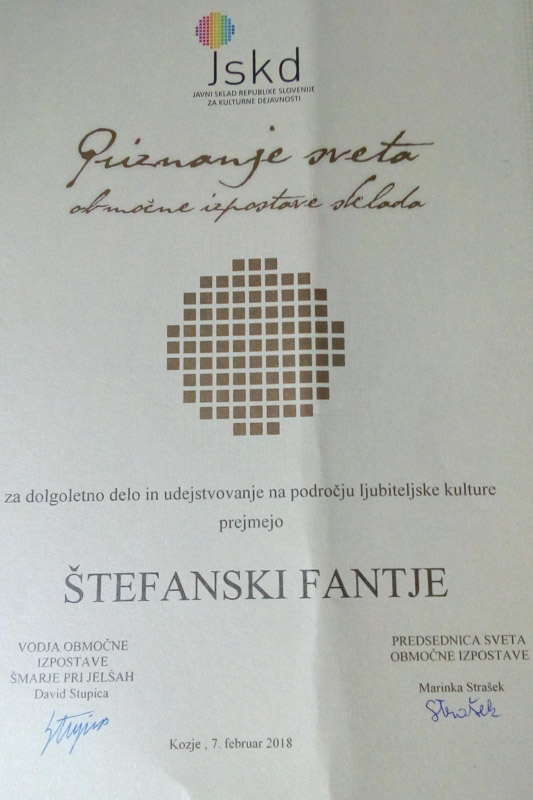 Jskd
JAVNI SKLAD REPUBLIKE SLOVENIJE
ZA KULTURNE DEJAVNOSTI
Priznanje sveta
območne izpostave sklada
za dolgoletno delo in udejstvovanje na področju ljubiteljske kulture
prejmejo
ŠTEFANSKI FANTJE
VODJA OBMOČNE
IZPOSTAVE
ŠMARJE PRI JELŠAH
David Stupica
PREDSEDNICA SVETA
OBMOČNE IZPOSTAVE
Marinka Strašek
Strašek
Kozje , 7. februar 2018